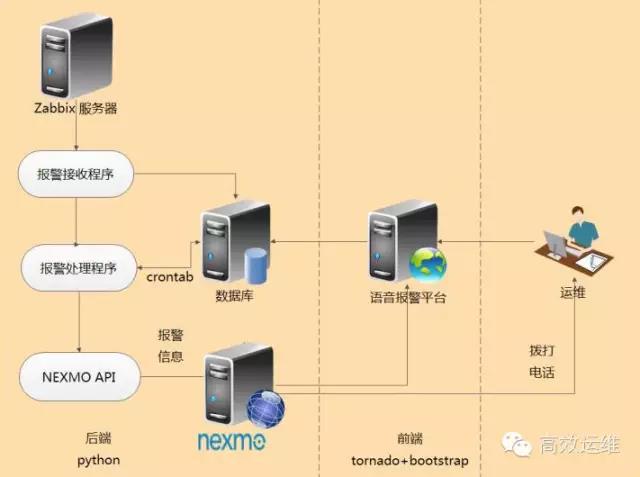 Zabbix 服务器
报警接收程序
报警处理程序
crontab
数据库
语音报警平台
运维
报警
信息
拨打
电话
NEXMO API
nexmo
后端
python
前端
tornado+bootstrap
高效运维